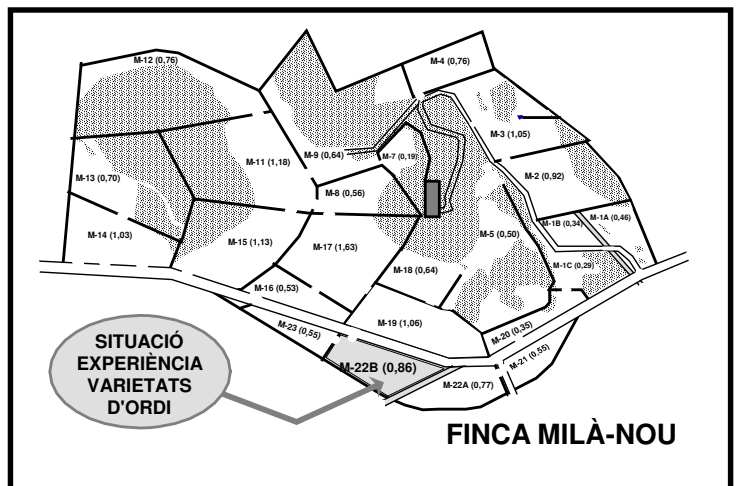 M-12 (0,76)
M-4 (0,76)
M-3 (1,05)
M-11 (1,18)
M-9 (0,64)
M-7 (0,19)
M-2 (0,92)
M-13 (0,70)
M-8 (0,56)
M-1A (0,46)
M-1B (0,34)
M-14 (1,03)
M-15 (1,13)
M-17 (1,63)
M-5 (0,50)
M-18 (0,64)
M-1C (0,29)
M-16 (0,53)
M-19 (1,06)
M-23 (0,55)
M-20 (0,35)
M-21 (0,55)
M-22B (0,86)
M-22A (0,77)
SITUACIÓ
EXPERIÈNCIA
VARIETATS
D'ORDI
FINCA MILÀ-NOU